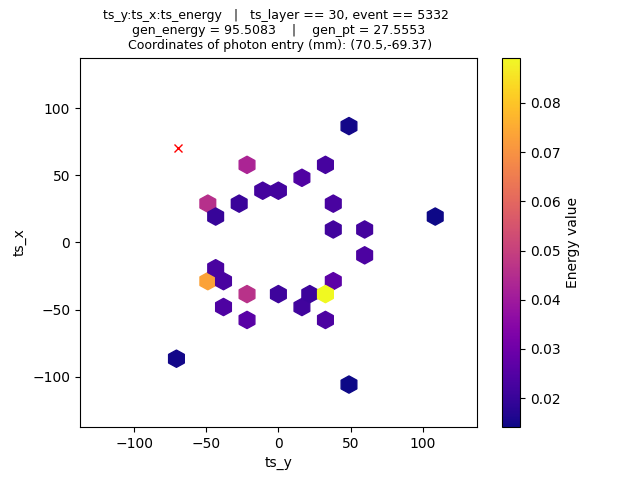 ts_y:ts_x:ts_energy   |   ts_layer == 30, event == 5332
gen_energy = 95.5083    |    gen_pt = 27.5553
Coordinates of photon entry (mm): (70.5,-69.37)
100
50
0
−50
−100
ts_x
−100
−50
0
50
100
ts_y
0.08
0.07
0.06
0.05
0.04
0.03
0.02
Energy value